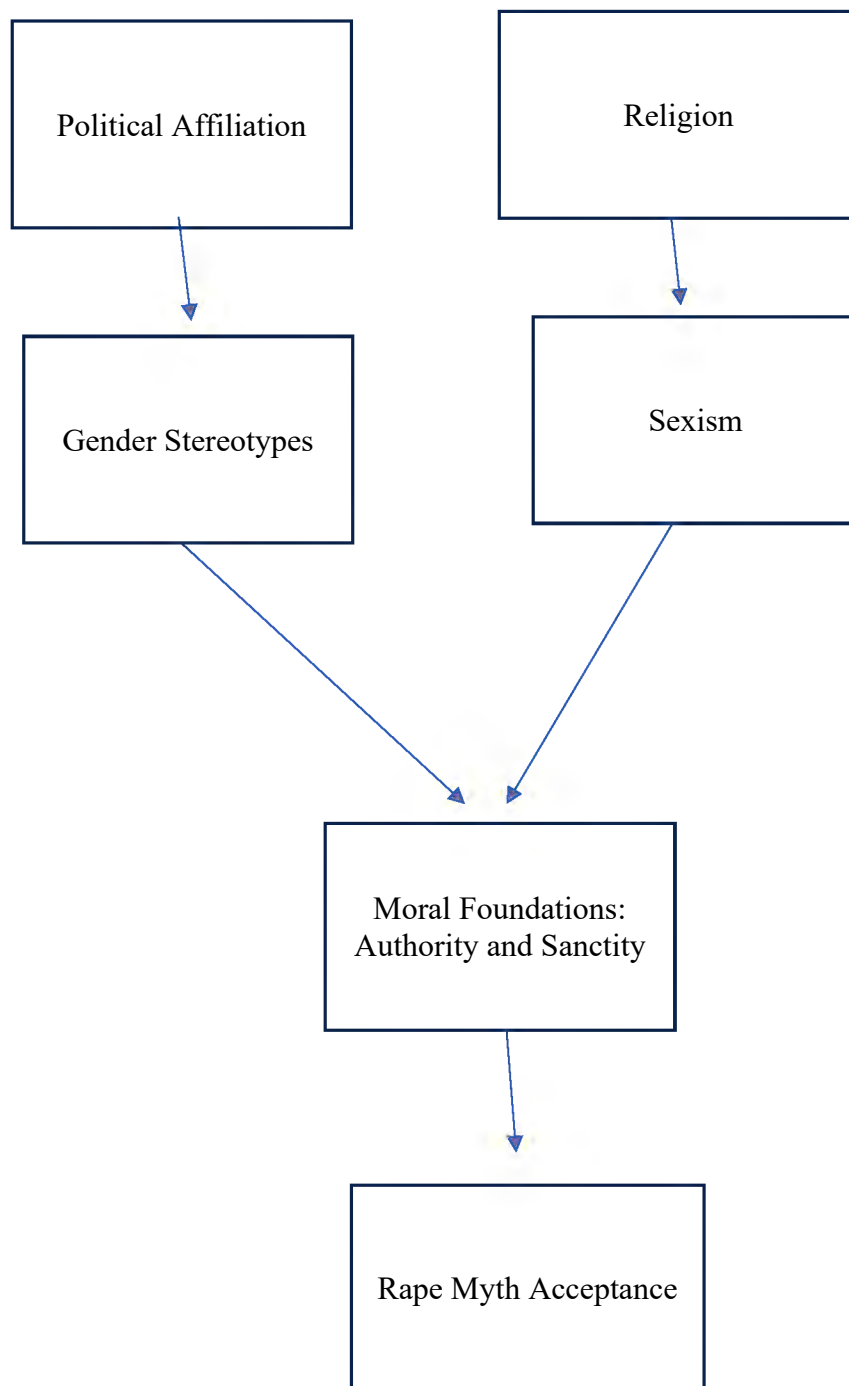 Political Affiliation
Religion
Gender Stereotypes
Sexism
Moral Foundations:
Authority and Sanctity
Rape Myth Acceptance